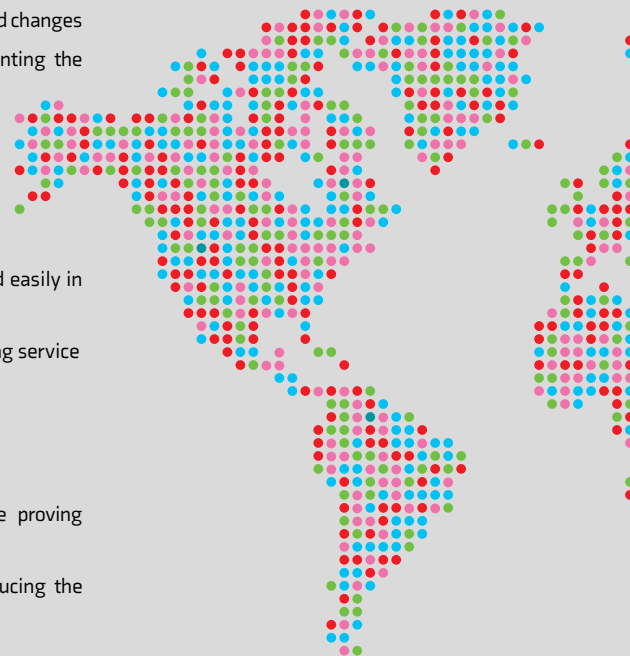 d changes
nting the
d easily in
ng service
e proving
ucing the